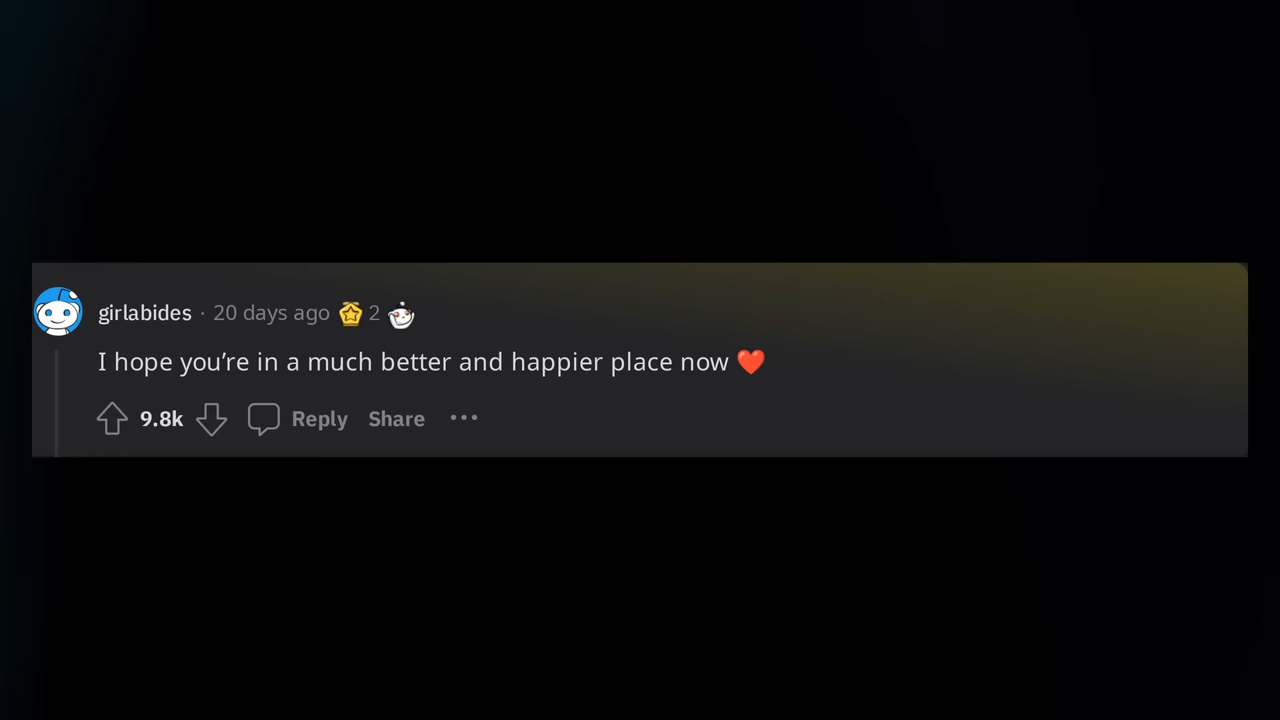 girlabides · 20 days ago 2
I hope you’re in a much better and happier place now ❤️
9.8k Reply Share ···